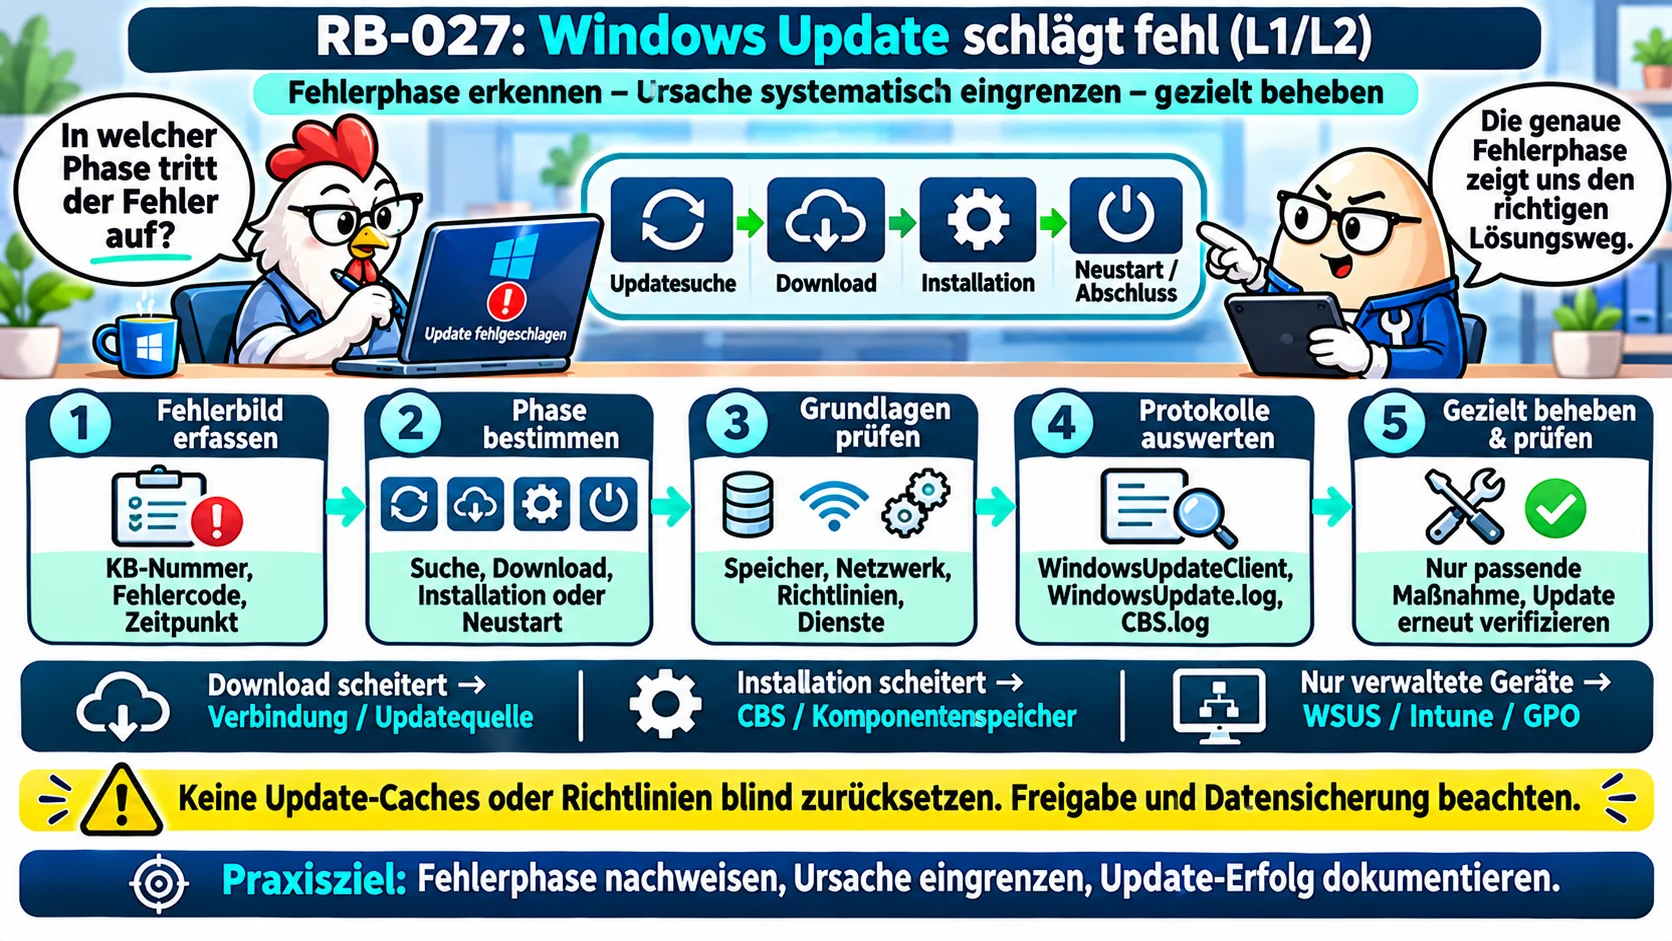 RB-027: Windows Update schlägt fehl (L1/L2)
Fehlerphase erkennen – Ursache systematisch eingrenzen – gezielt beheben
In welcher
Phase tritt
der Fehler
auf?
Update fehlgeschlagen
Updatesuche
Download
Installation
Neustart /
Abschluss
Die genaue
Fehlerphase
zeigt uns den
richtigen
Lösungsweg.
1
Fehlerbild
erfassen
KB-Nummer,
Fehlercode,
Zeitpunkt
2
Phase
bestimmen
Suche, Download,
Installation oder
Neustart
3
Grundlagen
prüfen
Speicher, Netzwerk,
Richtlinien,
Dienste
4
Protokolle
auswerten
WindowsUpdateClient,
WindowsUpdate.log,
CBS.log
5
Gezielt beheben
& prüfen
Nur passende
Maßnahme, Update
erneut verifizieren
Download scheitert →
Verbindung / Updatequelle
Installation scheitert →
CBS / Komponentenspeicher
Nur verwaltete Geräte →
WSUS / Intune / GPO
Keine Update-Caches oder Richtlinien blind zurücksetzen. Freigabe und Datensicherung beachten.
Praxisziel: Fehlerphase nachweisen, Ursache eingrenzen, Update-Erfolg dokumentieren.